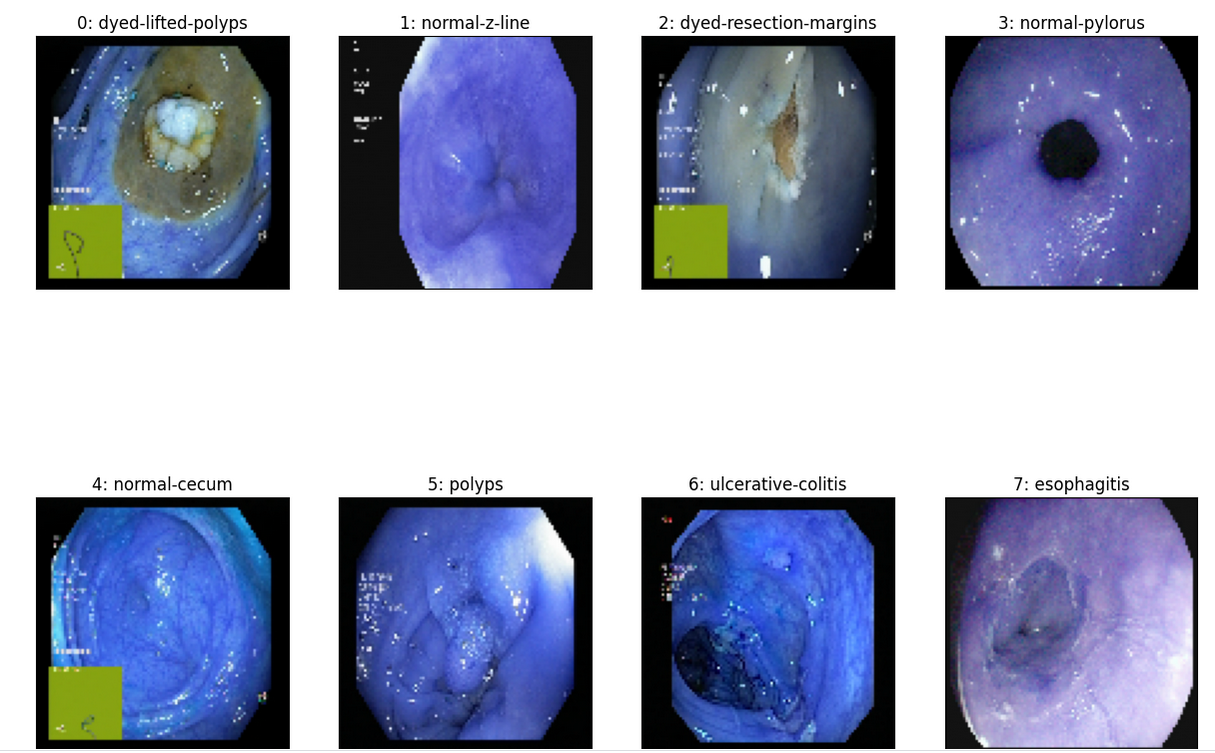 0: dyed-lifted-polyps
1: normal-z-line
2: dyed-resection-margins
3: normal-pylorus
4: normal-cecum
5: polyps
6: ulcerative-colitis
7: esophagitis